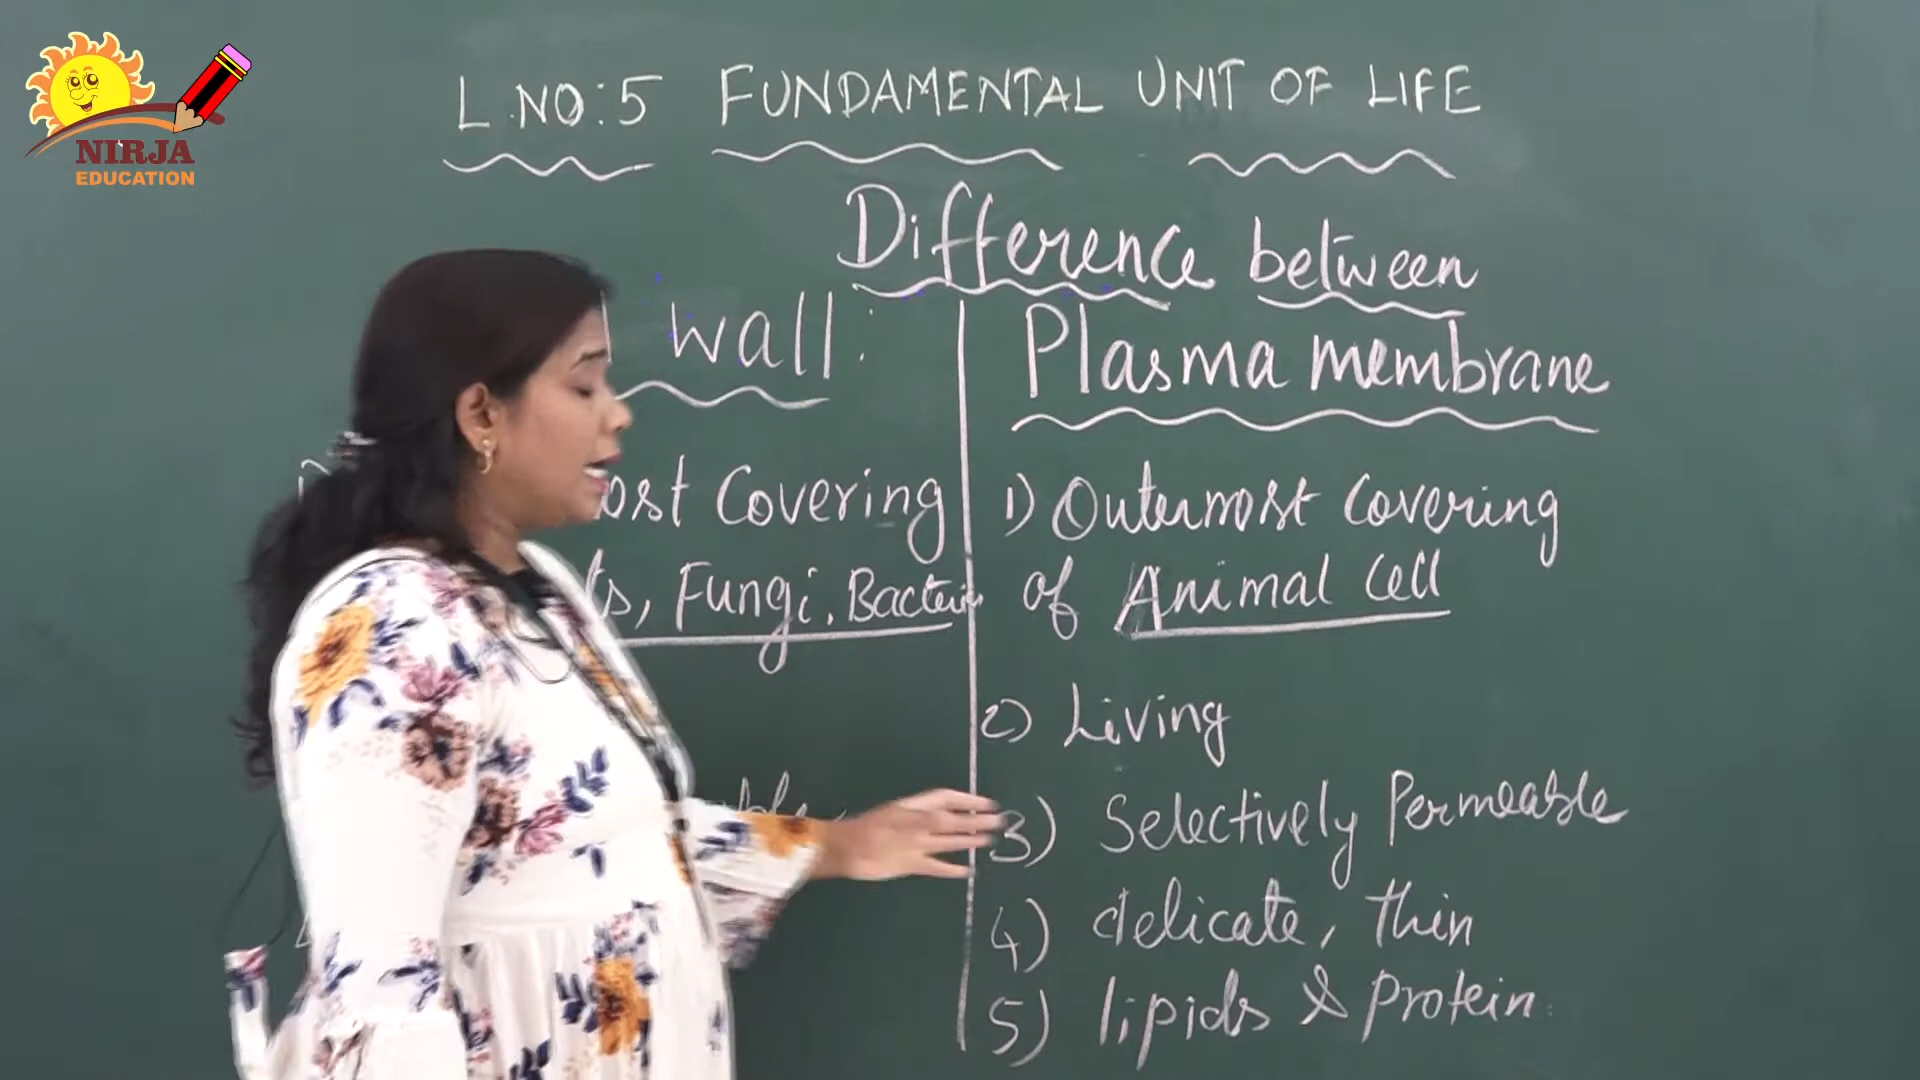 NIRJA
EDUCATION
L.NO:5 FUNDAMENTAL UNIT OF LIFE
Difference between
wall:
Plasma membrane
Covering
Fungi, Bacteria
1) Outermost Covering
of Animal Cell
2) Living
3) Selectively Permeable
4) delicate, thin
5) lipids & Protein